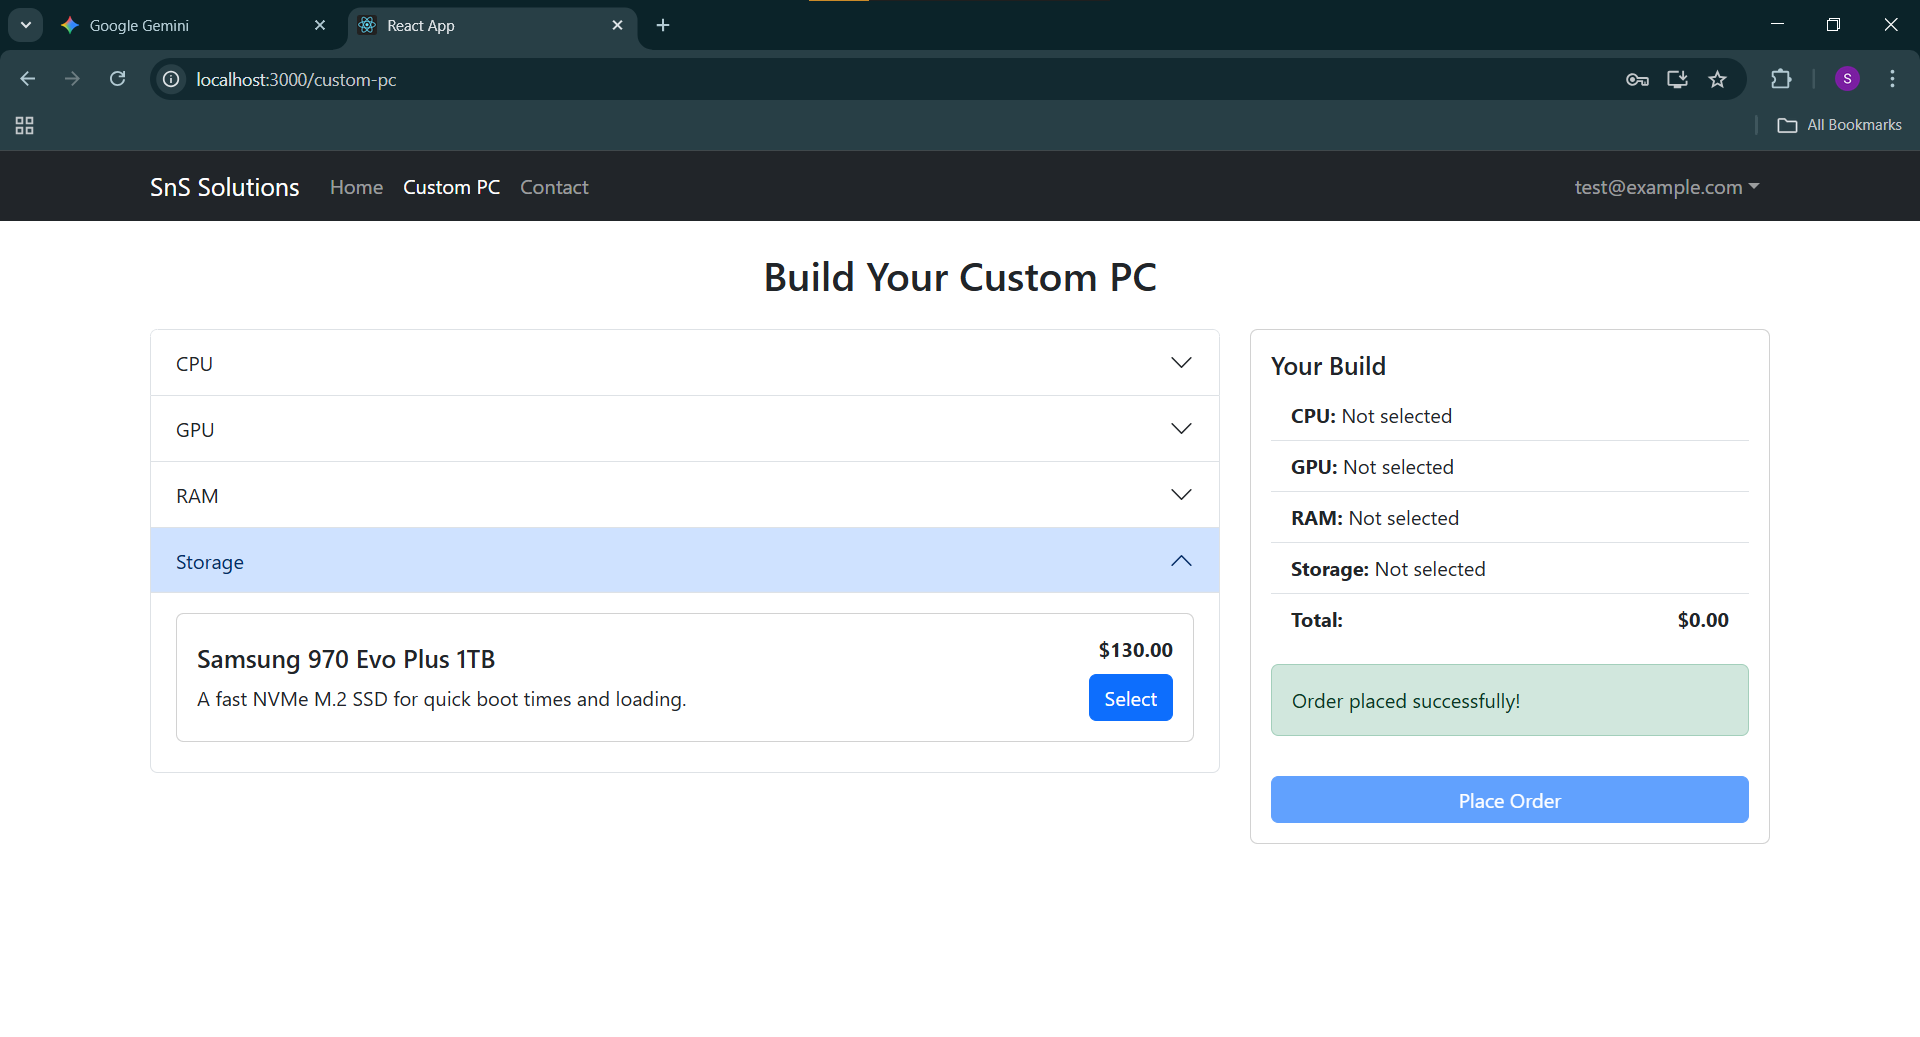 Google Gemini
React App
localhost:3000/custom-pc
S
All Bookmarks
SnS Solutions
Home
Custom PC
Contact
test@example.com
Build Your Custom PC
CPU
GPU
RAM
Storage
Samsung 970 Evo Plus 1TB
A fast NVMe M.2 SSD for quick boot times and loading.
$130.00
Select
Your Build
CPU: Not selected
GPU: Not selected
RAM: Not selected
Storage: Not selected
Total: $0.00
Order placed successfully!
Place Order